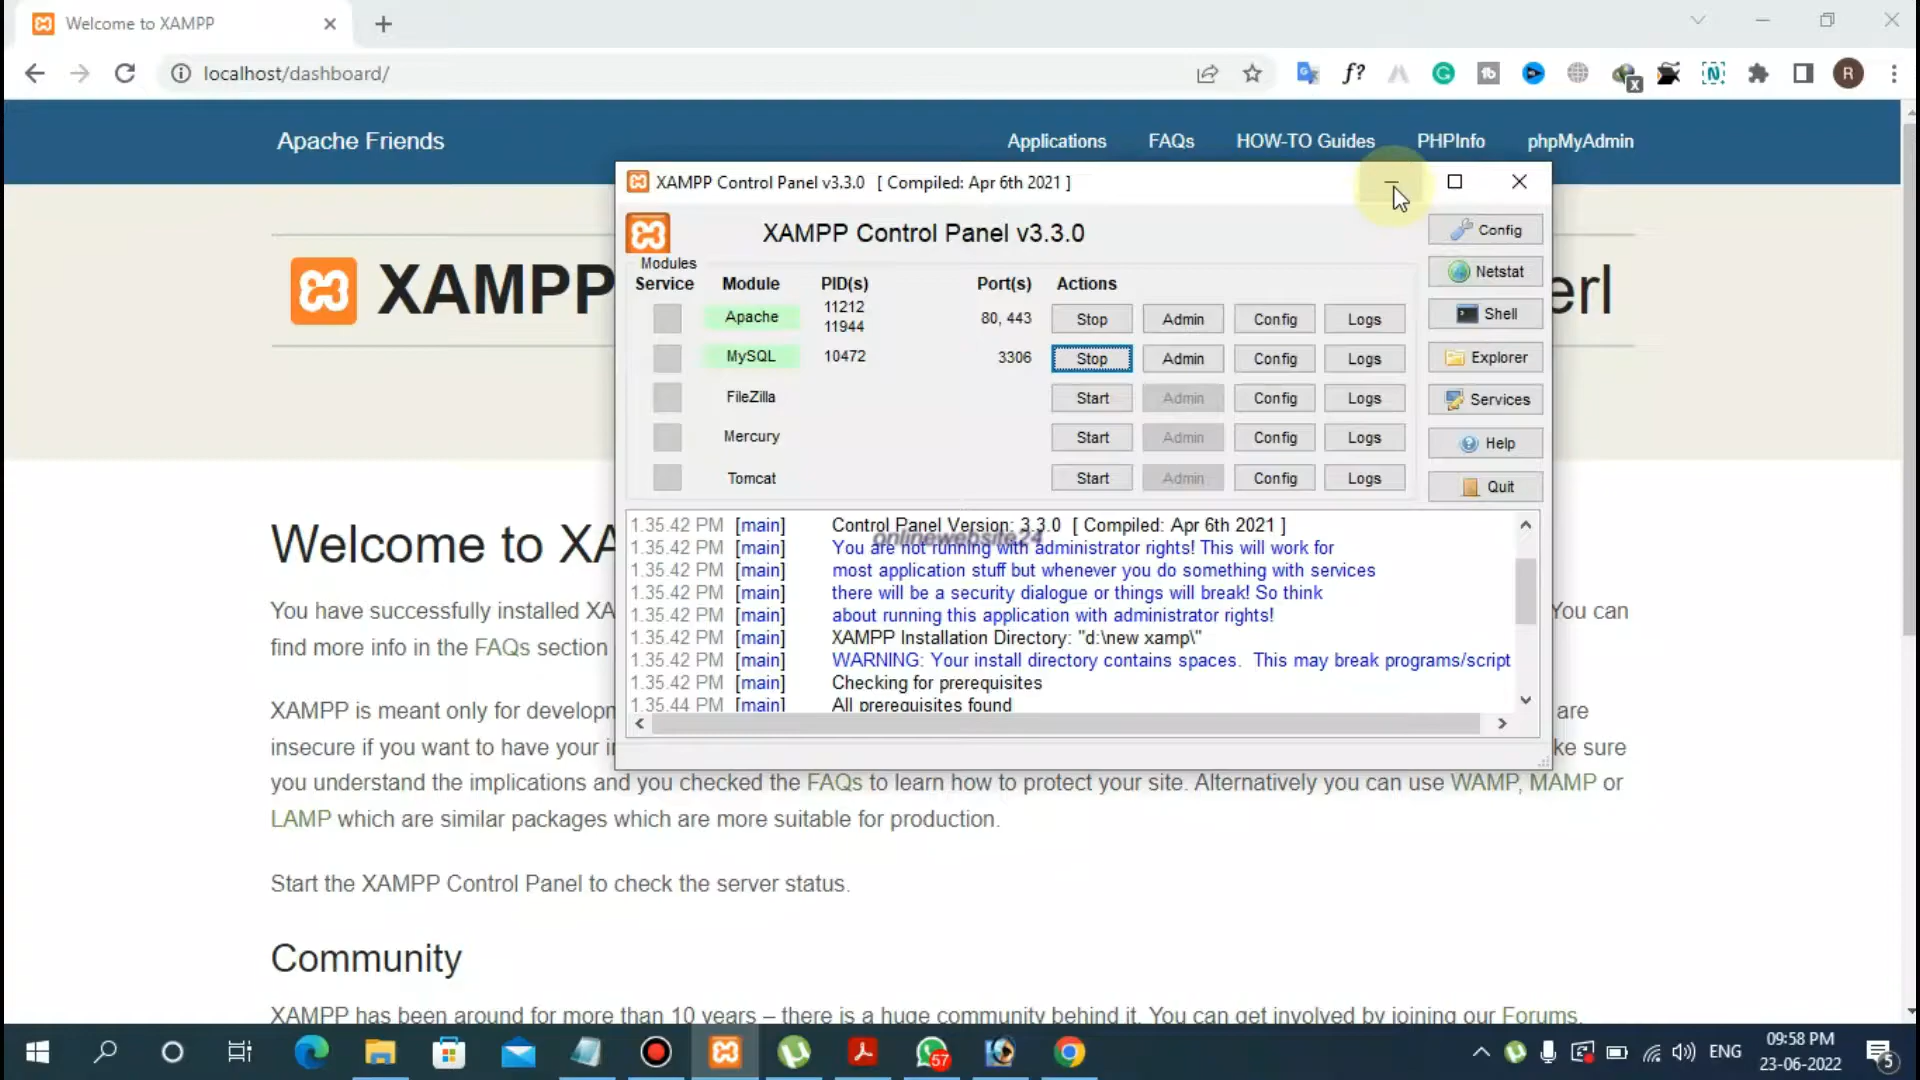 Welcome to XAMPP
localhost/dashboard/
f?
tb
x
N
R
Apache Friends
Applications FAQs HOW-TO Guides PHPInfo phpMyAdmin
XAMPP
erl
XAMPP Control Panel v3.3.0 [ Compiled: Apr 6th 2021 ]
XAMPP Control Panel v3.3.0
Config
Modules
Service Module PID(s) Port(s) Actions
Netstat
Apache 11212 11944 80, 443 Stop Admin Config Logs
Shell
MySQL 10472 3306 Stop Admin Config Logs
Explorer
FileZilla Start Admin Config Logs
Services
Mercury Start Admin Config Logs
Help
Tomcat Start Admin Config Logs
Quit
1.35.42 PM [main] Control Panel Version: 3.3.0 [ Compiled: Apr 6th 2021 ]
onlinewebsite24
1.35.42 PM [main] You are not running with administrator rights! This will work for
1.35.42 PM [main] most application stuff but whenever you do something with services
1.35.42 PM [main] there will be a security dialogue or things will break! So think
1.35.42 PM [main] about running this application with administrator rights!
1.35.42 PM [main] XAMPP Installation Directory: "d:\new xamp\"
1.35.42 PM [main] WARNING: Your install directory contains spaces. This may break programs/script
1.35.42 PM [main] Checking for prerequisites
1.35.44 PM [main] All prerequisites found
Welcome to XA
You have successfully installed XA
You can
find more info in the FAQs section
XAMPP is meant only for developm
are
insecure if you want to have your i
ke sure
you understand the implications and you checked the FAQs to learn how to protect your site. Alternatively you can use WAMP, MAMP or
LAMP which are similar packages which are more suitable for production.
Start the XAMPP Control Panel to check the server status.
Community
XAMPP has been around for more than 10 years – there is a huge community behind it. You can get involved by joining our Forums,
57
ENG
09:58 PM
23-06-2022
5